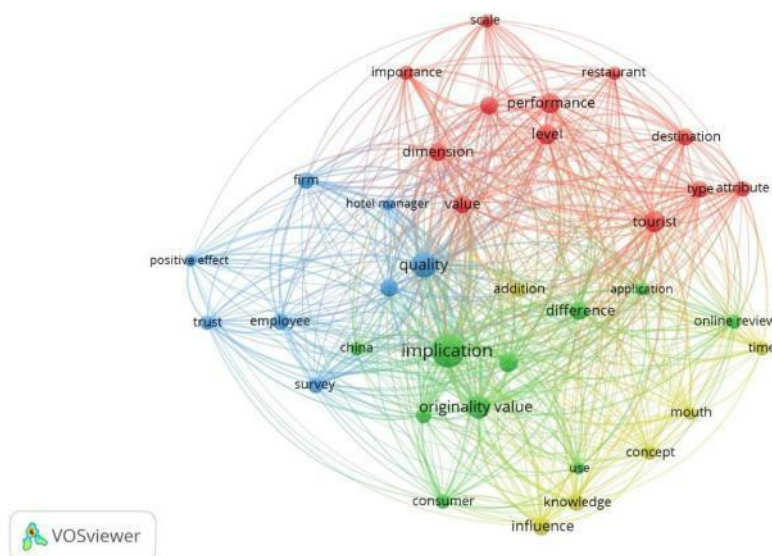 scale
importance
restaurant
performance
level
destination
dimension
firm
type
attribute
hotel manager
value
tourist
positive effect
quality
addition
application
difference
trust
employee
online review
china
implication
time
survey
originality value
mouth
concept
use
consumer
knowledge
influence
VOSviewer